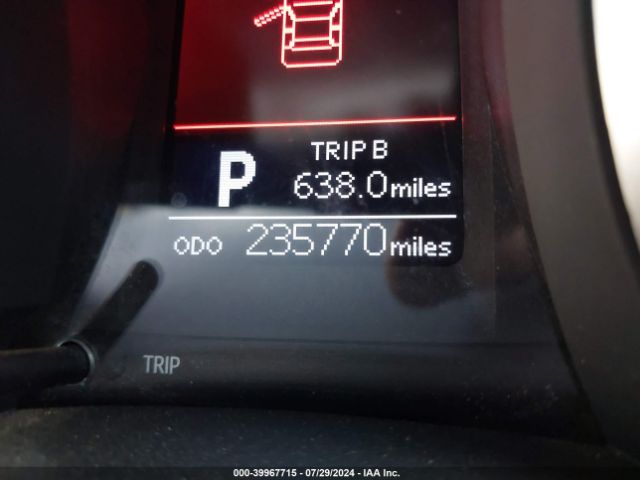 TRIP B
P 638.0 miles
ODO 235770 miles
TRIP
000-39967715 - 07/29/2024 - IAA Inc.